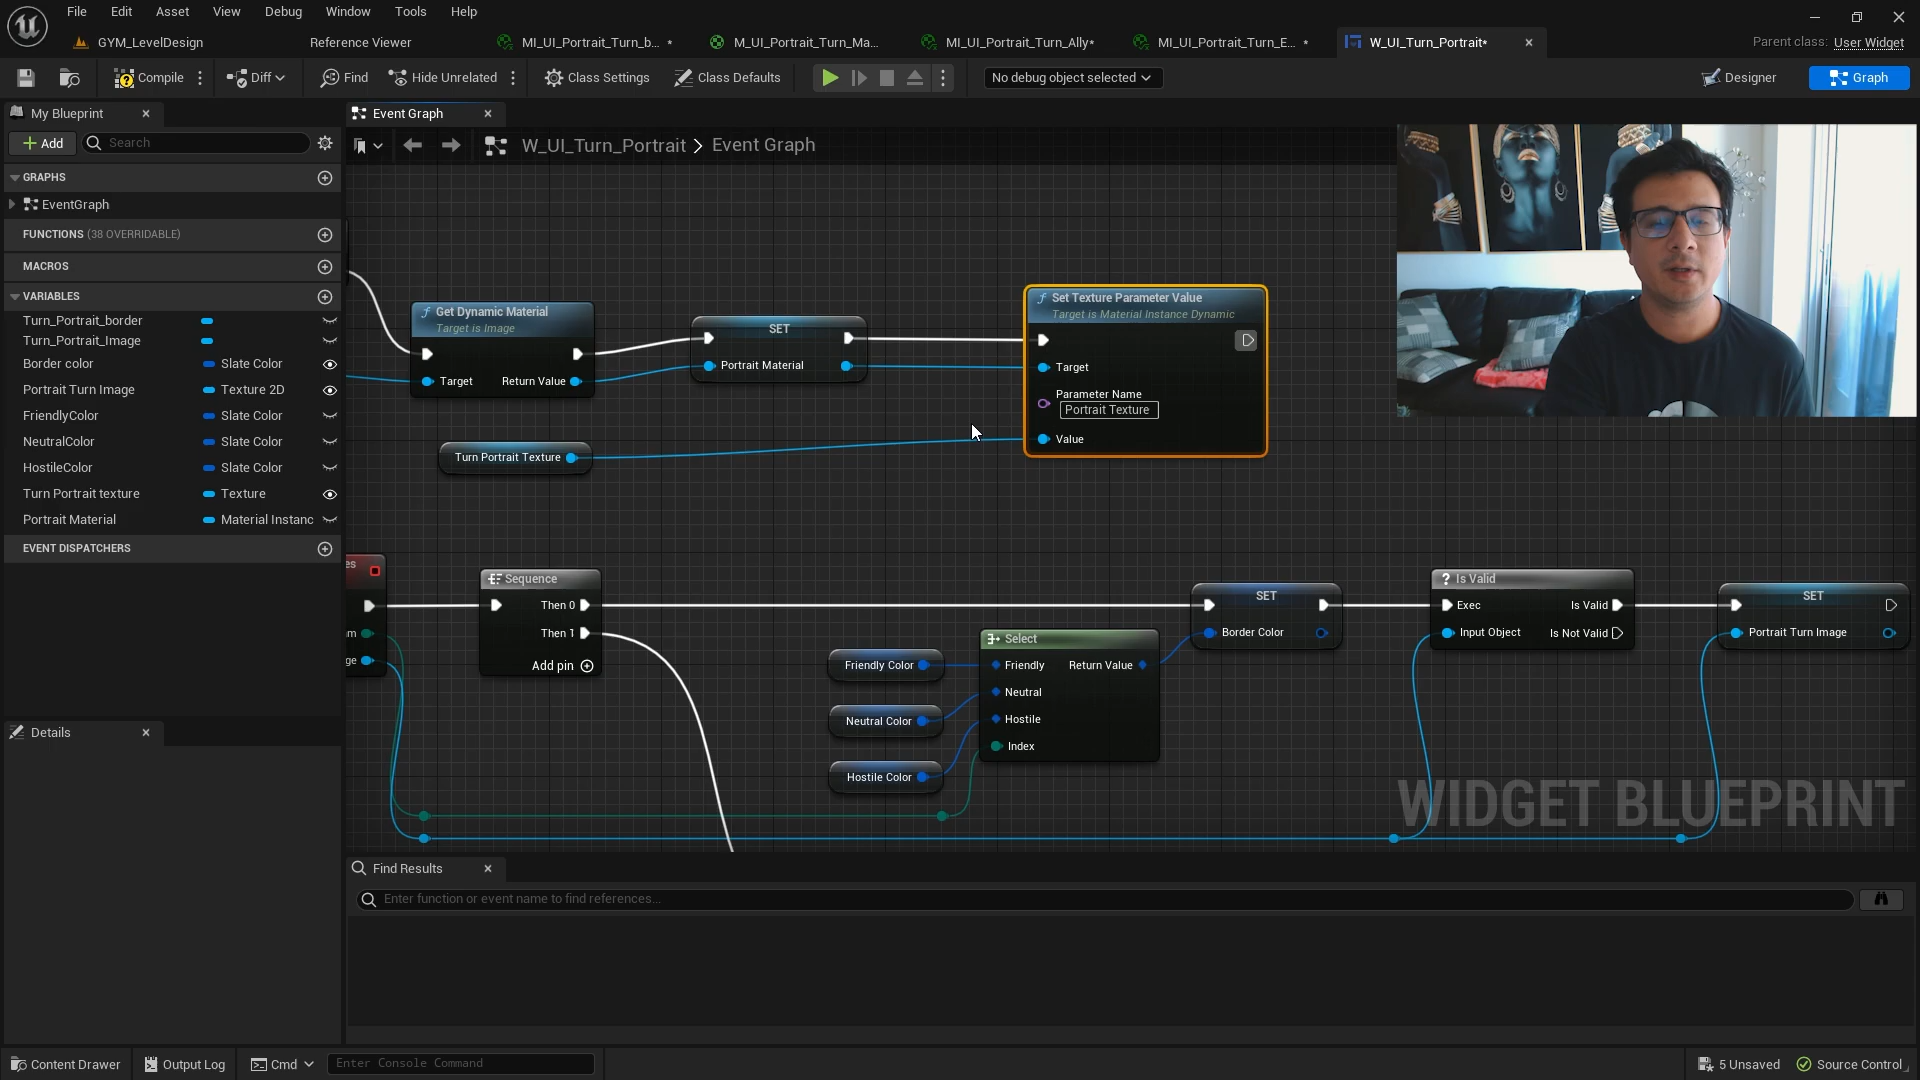 File Edit Asset View Debug Window Tools Help
GYM_LevelDesign Reference Viewer MI_UI_Portrait_Turn_b... * M_UI_Portrait_Turn_Ma... MI_UI_Portrait_Turn_Ally* MI_UI_Portrait_Turn_E... * W_UI_Turn_Portrait* Parent class: User Widget
Compile Diff Find Hide Unrelated Class Settings Class Defaults No debug object selected Designer Graph
My Blueprint
Event Graph
Add Search
W_UI_Turn_Portrait > Event Graph
GRAPHS
EventGraph
FUNCTIONS (38 OVERRIDABLE)
MACROS
VARIABLES
Turn_Portrait_border
Turn_Portrait_Image
Border color Slate Color
Portrait Turn Image Texture 2D
FriendlyColor Slate Color
NeutralColor Slate Color
HostileColor Slate Color
Turn Portrait texture Texture
Portrait Material Material Instanc
EVENT DISPATCHERS
Details
Get Dynamic Material
Target is Image
Target Return Value
SET
Portrait Material
Set Texture Parameter Value
Target is Material Instance Dynamic
Target
Parameter Name
Portrait Texture
Value
Turn Portrait Texture
es
m
ge
Sequence
Then 0
Then 1
Add pin
Friendly Color
Neutral Color
Hostile Color
Select
Friendly Return Value
Neutral
Hostile
Index
SET
Border Color
? Is Valid
Exec Is Valid
Input Object Is Not Valid
SET
Portrait Turn Image
WIDGET BLUEPRINT
Find Results
Enter function or event name to find references...
Content Drawer Output Log Cmd Enter Console Command 5 Unsaved Source Control